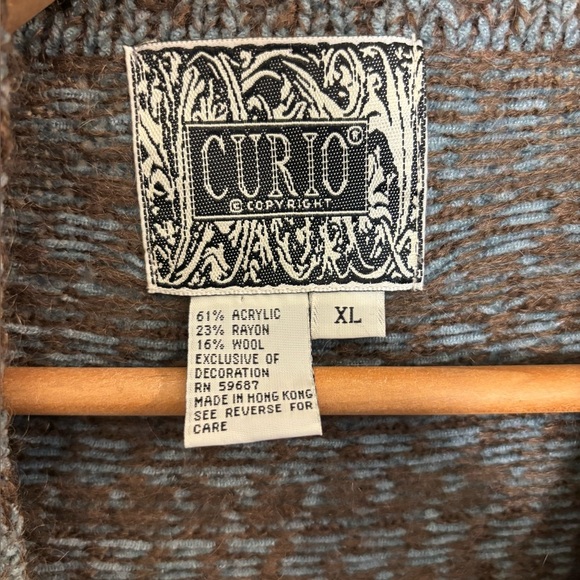 CURIO®
© COPYRIGHT
61% ACRYLIC
23% RAYON
16% WOOL
EXCLUSIVE OF
DECORATION
RN 59687
MADE IN HONG KONG
SEE REVERSE FOR
CARE
XL